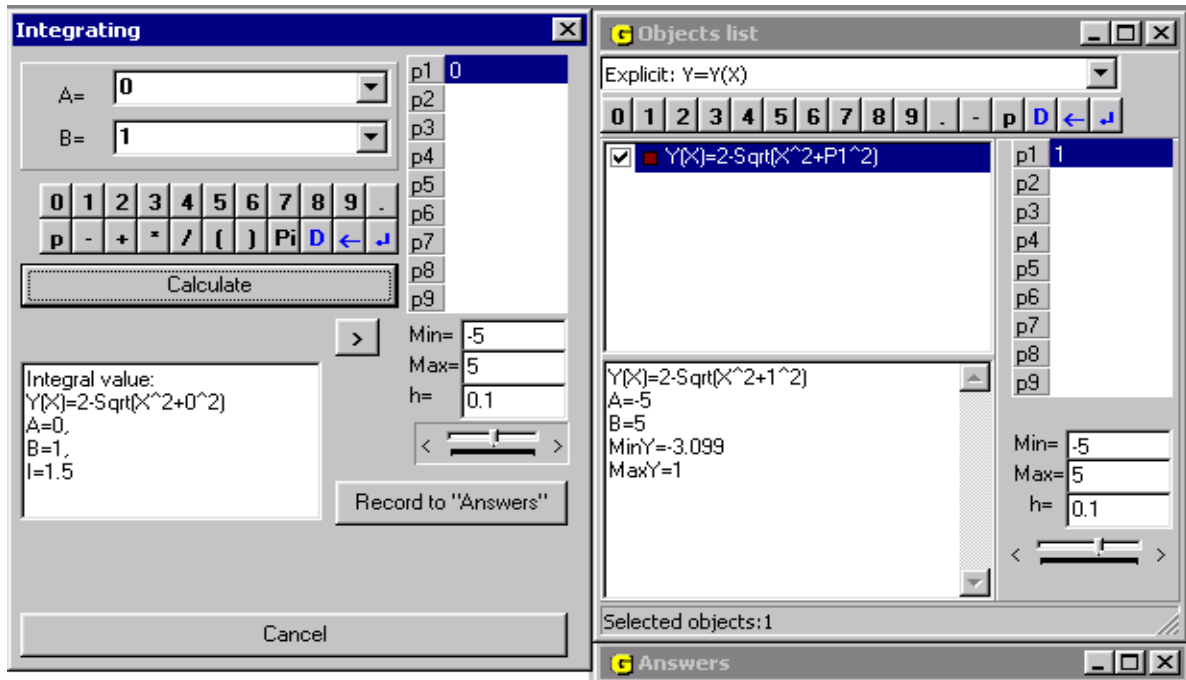 Integrating
A= 0
B= 1
0 1 2 3 4 5 6 7 8 9 .
p - + * / ( ) Pi D ← ↲
Calculate
>
Integral value:
Y(X)=2-Sqrt(X^2+0^2)
A=0,
B=1,
I=1.5
p1 0
p2
p3
p4
p5
p6
p7
p8
p9
Min= -5
Max= 5
h= 0.1
< >
Record to "Answers"
Cancel
Objects list
Explicit: Y=Y(X)
0 1 2 3 4 5 6 7 8 9 . - p D ← ↲
Y(X)=2-Sqrt(X^2+P1^2)
Y(X)=2-Sqrt(X^2+1^2)
A=-5
B=5
MinY=-3.099
MaxY=1
p1 1
p2
p3
p4
p5
p6
p7
p8
p9
Min= -5
Max= 5
h= 0.1
< >
Selected objects:1
Answers